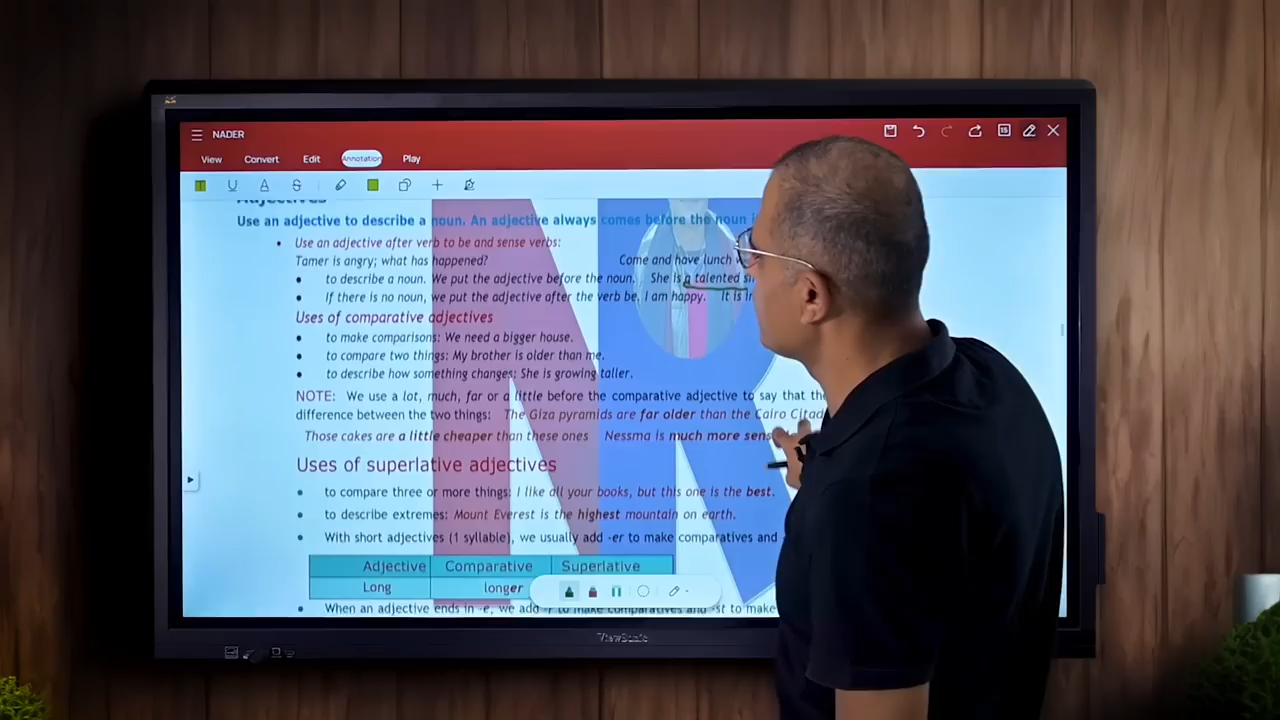 NADER
View Convert Edit Annotation Play
Adjectives
Use an adjective to describe a noun. An adjective always comes before the noun
• Use an adjective after verb to be and sense verbs:
Tamer is angry; what has happened? Come and have lunch
• to describe a noun. We put the adjective before the noun. She is a talented
• If there is no noun, we put the adjective after the verb be. I am happy. It is
Uses of comparative adjectives
• to make comparisons: We need a bigger house.
• to compare two things: My brother is older than me.
• to describe how something changes: She is growing taller.
NOTE: We use a lot, much, far or a little before the comparative adjective to say that the
difference between the two things: The Giza pyramids are far older than the Cairo
Those cakes are a little cheaper than these ones Nessma is much more
Uses of superlative adjectives
• to compare three or more things: I like all your books, but this one is the best.
• to describe extremes: Mount Everest is the highest mountain on earth.
• With short adjectives (1 syllable), we usually add -er to make comparatives and
Adjective Comparative Superlative
Long longer
• When an adjective ends in -e, we add -r to make comparatives and -st to make
ViewSonic